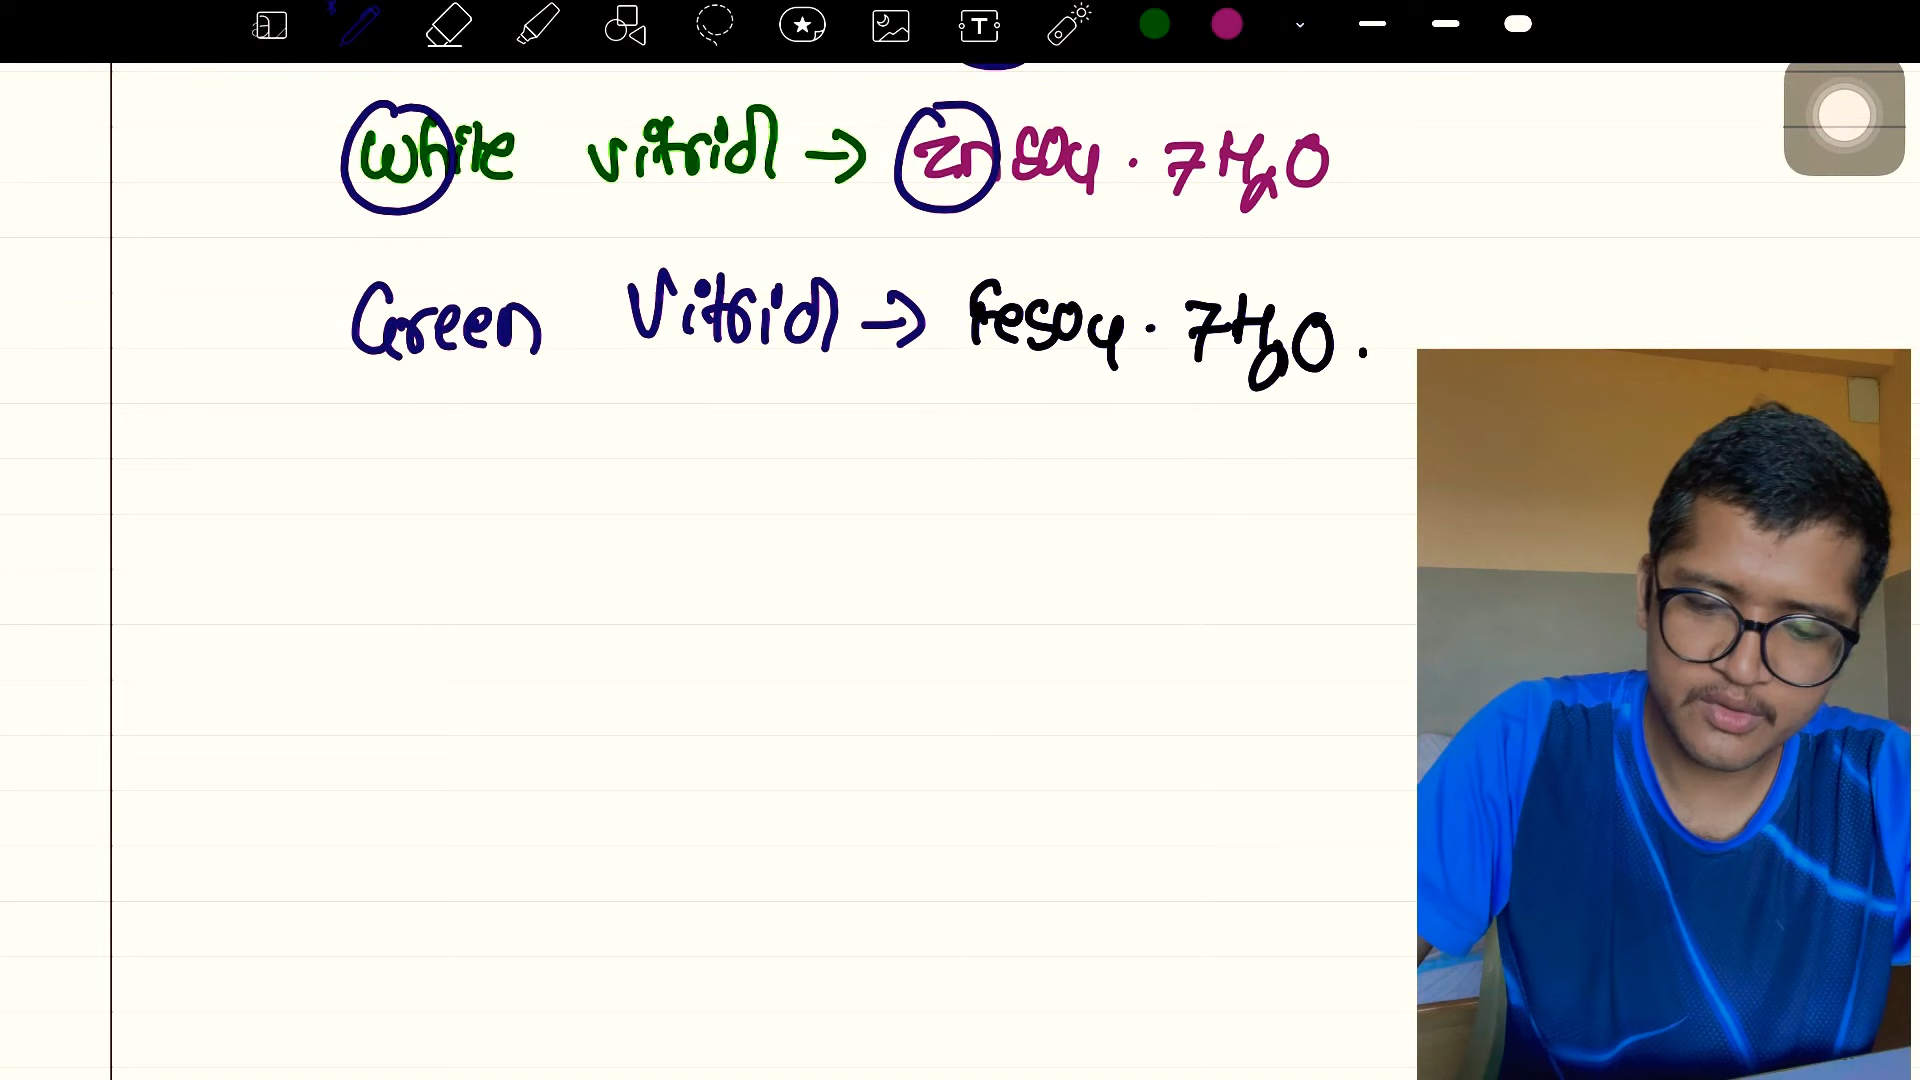 White vitriol → ZnSO4 . 7H2O
Green Vitriol → FeSO4 . 7H2O .
T